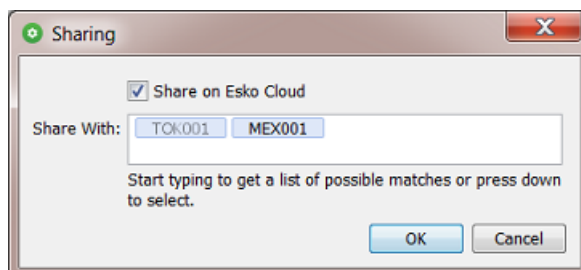 Sharing
Share on Esko Cloud
Share With: TOK001 MEX001
Start typing to get a list of possible matches or press down
to select.
OK Cancel